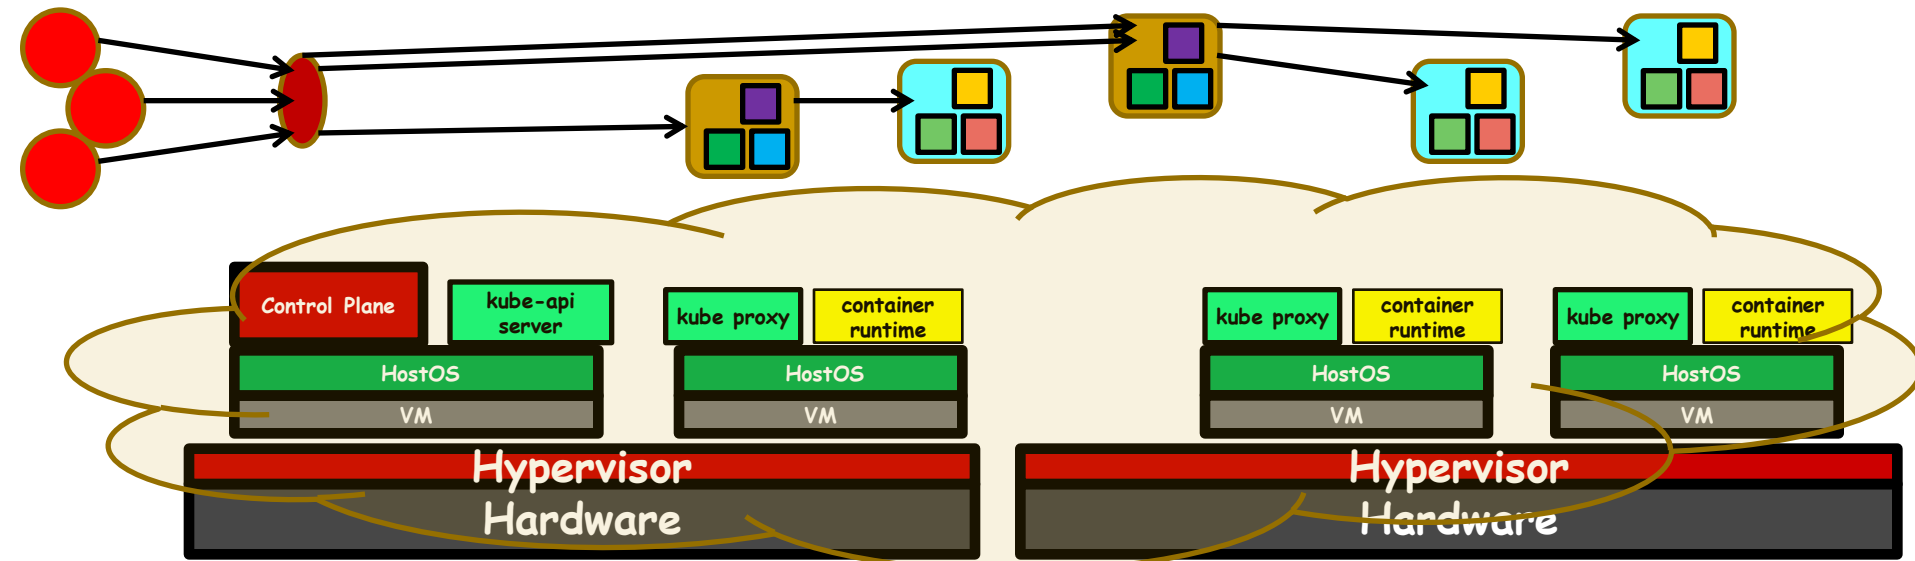 Control Plane
kube-api
server
kube proxy
container
runtime
kube proxy
container
runtime
kube proxy
container
runtime
HostOS
HostOS
HostOS
HostOS
VM
VM
VM
VM
Hypervisor
Hypervisor
Hardware
Hardware